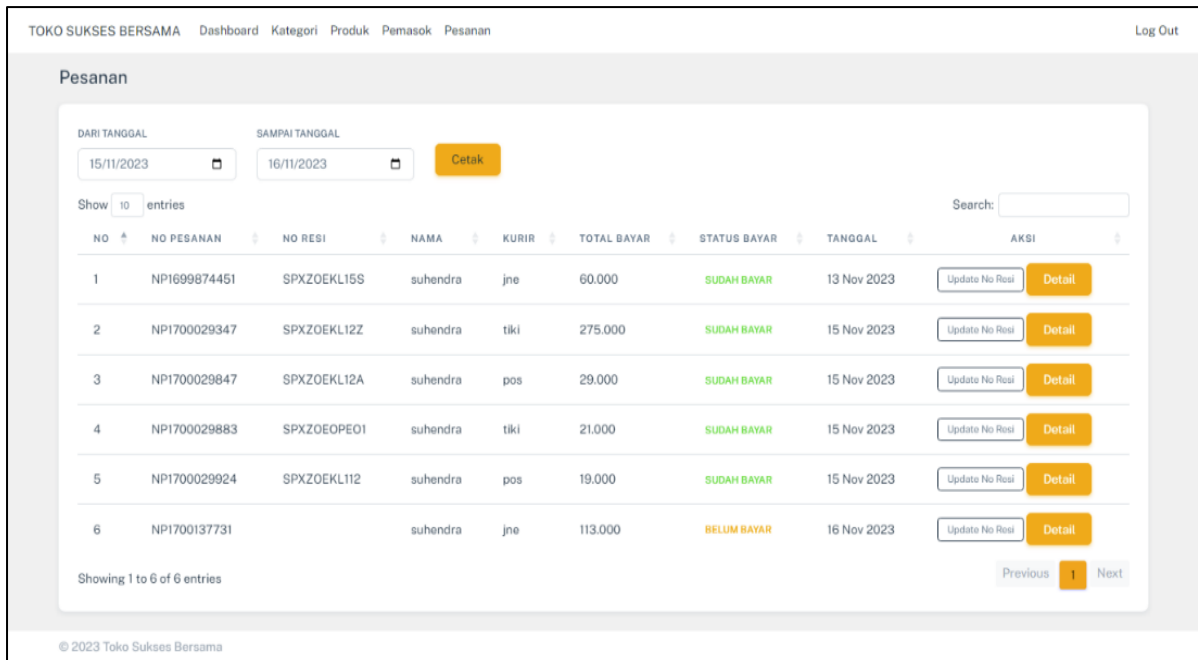 TOKO SUKSES BERSAMA Dashboard Kategori Produk Pemasok Pesanan Log Out
Pesanan
DARI TANGGAL SAMPAI TANGGAL
15/11/2023 16/11/2023 Cetak
Show 10 entries Search:
NO NO PESANAN NO RESI NAMA KURIR TOTAL BAYAR STATUS BAYAR TANGGAL AKSI
1 NP1699874451 SPXZOEKL15S suhendra jne 60.000 SUDAH BAYAR 13 Nov 2023 Update No Resi Detail
2 NP1700029347 SPXZOEKL12Z suhendra tiki 275.000 SUDAH BAYAR 15 Nov 2023 Update No Resi Detail
3 NP1700029847 SPXZOEKL12A suhendra pos 29.000 SUDAH BAYAR 15 Nov 2023 Update No Resi Detail
4 NP1700029883 SPXZOEOPEO1 suhendra tiki 21.000 SUDAH BAYAR 15 Nov 2023 Update No Resi Detail
5 NP1700029924 SPXZOEKL112 suhendra pos 19.000 SUDAH BAYAR 15 Nov 2023 Update No Resi Detail
6 NP1700137731 suhendra jne 113.000 BELUM BAYAR 16 Nov 2023 Update No Resi Detail
Showing 1 to 6 of 6 entries Previous 1 Next
© 2023 Toko Sukses Bersama